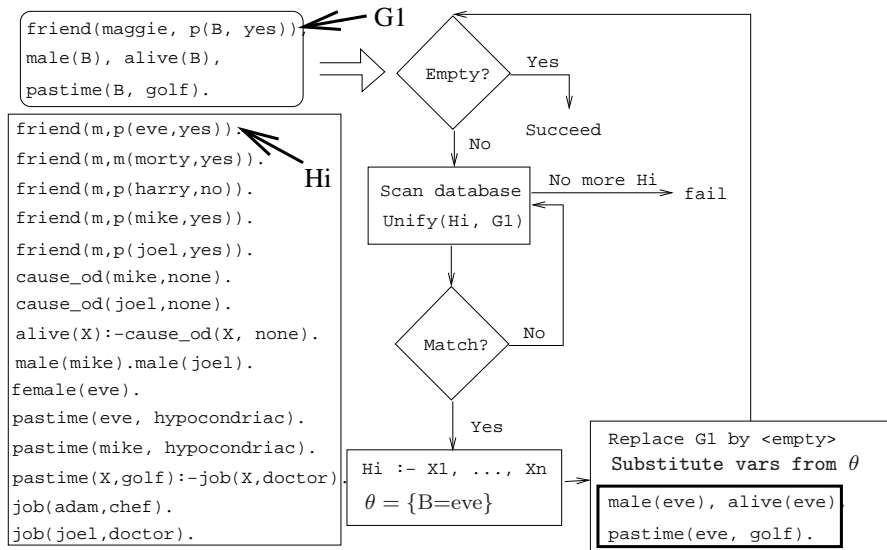 G1
friend(maggie, p(B, yes)),
male(B), alive(B),
pastime(B, golf).
friend(m,p(eve,yes)).
friend(m,m(morty,yes)).
Hi
friend(m,p(harry,no)).
friend(m,p(mike,yes)).
friend(m,p(joel,yes)).
cause_od(mike,none).
cause_od(joel,none).
alive(X):-cause_od(X, none).
male(mike).male(joel).
female(eve).
pastime(eve, hypocondriac).
pastime(mike, hypocondriac).
pastime(X,golf):-job(X,doctor).
job(adam,chef).
job(joel,doctor).
Empty?
Yes
Succeed
No
Scan database
Unify(Hi, G1)
No more Hi
fail
Match?
No
Yes
Hi :- X1, ..., Xn
θ = {B=eve}
Replace G1 by <empty>
Substitute vars from θ
male(eve), alive(eve),
pastime(eve, golf).